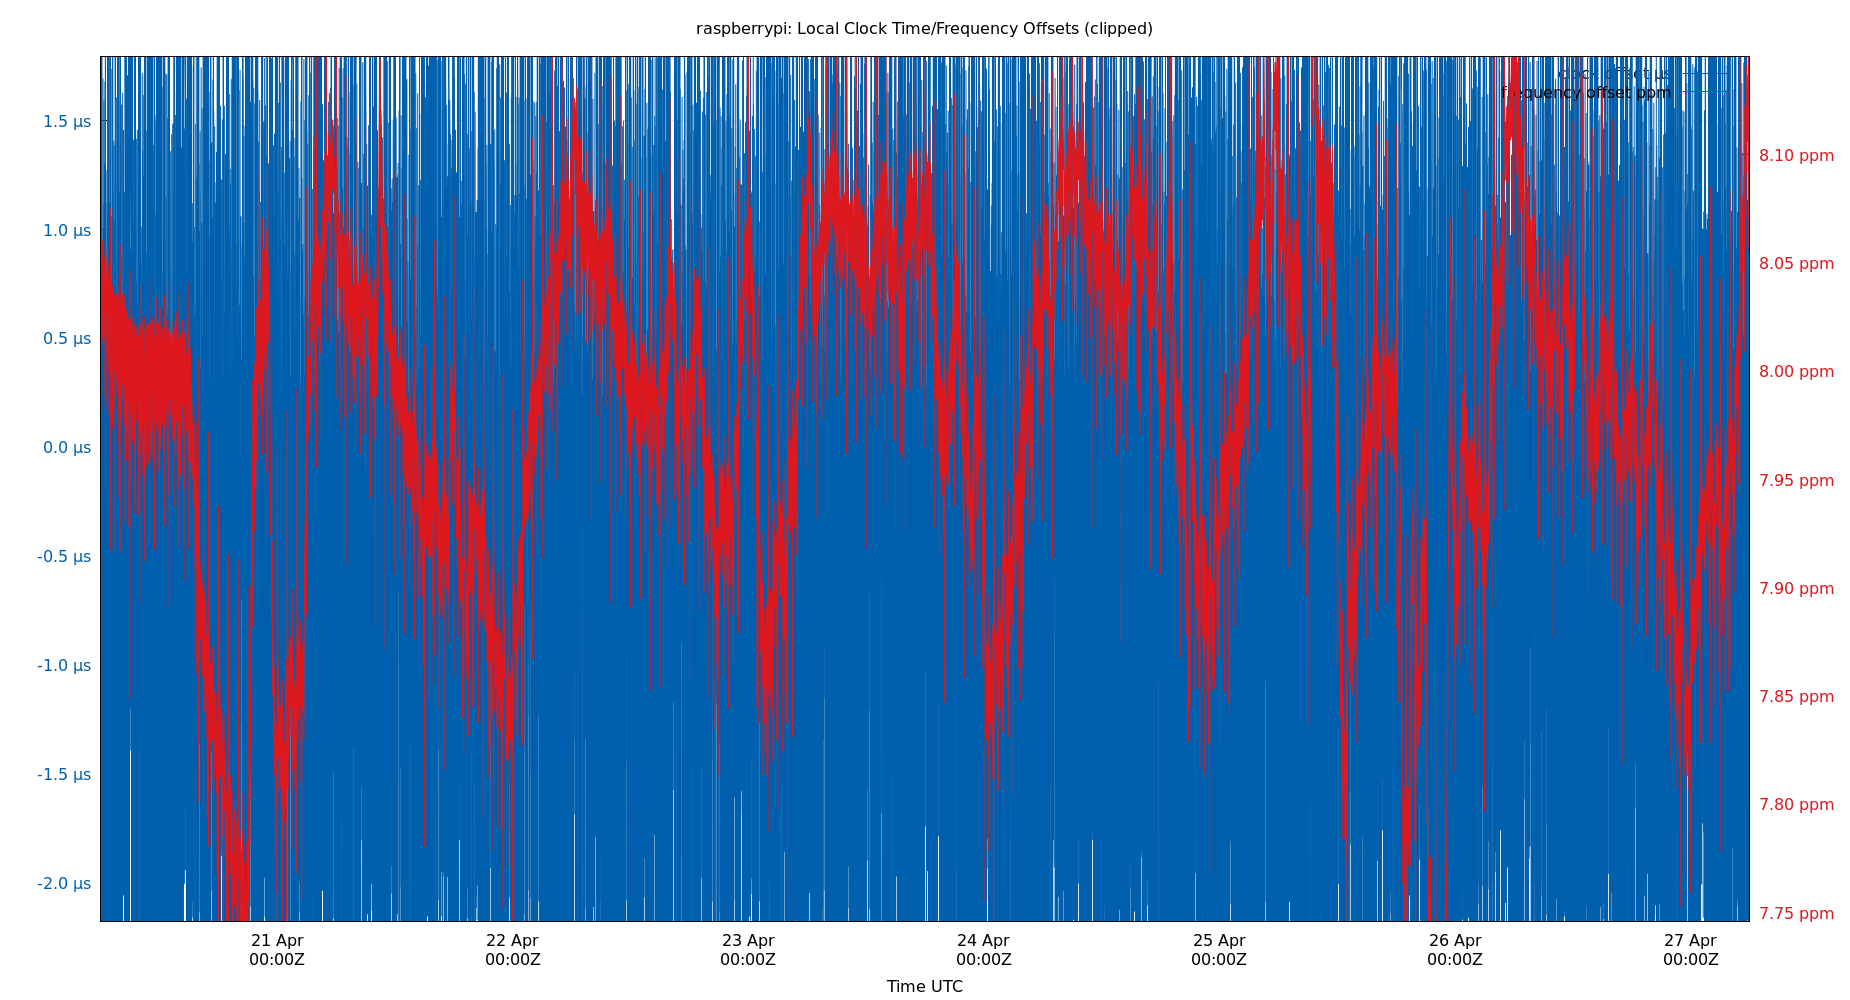 raspberrypi: Local Clock Time/Frequency Offsets (clipped)
clock offset µs
frequency offset ppm
1.5 µs
1.0 µs
0.5 µs
0.0 µs
-0.5 µs
-1.0 µs
-1.5 µs
-2.0 µs
8.10 ppm
8.05 ppm
8.00 ppm
7.95 ppm
7.90 ppm
7.85 ppm
7.80 ppm
7.75 ppm
21 Apr 22 Apr 23 Apr 24 Apr 25 Apr 26 Apr 27 Apr
00:00Z 00:00Z 00:00Z 00:00Z 00:00Z 00:00Z 00:00Z
Time UTC